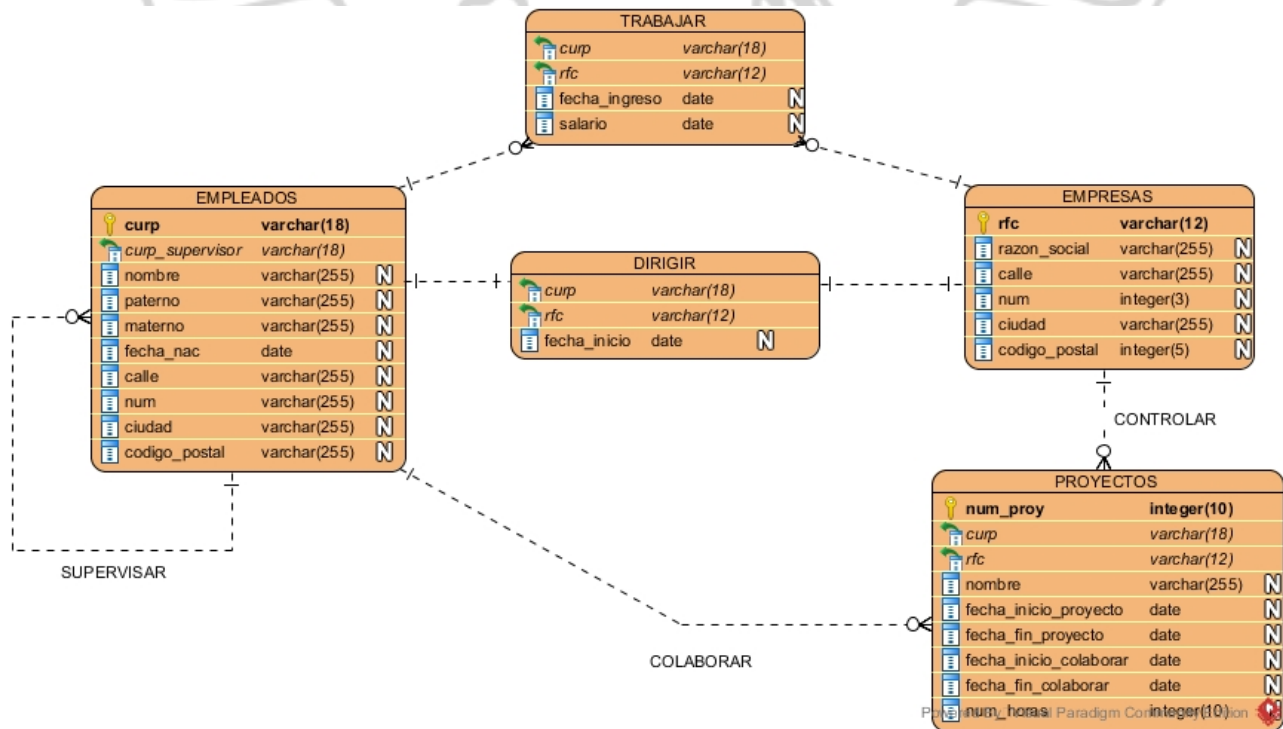 TRABAJAR
curp varchar(18)
rfc varchar(12)
fecha_ingreso date N
salario date N
EMPLEADOS
curp varchar(18)
curp_supervisor varchar(18)
nombre varchar(255) N
paterno varchar(255) N
materno varchar(255) N
fecha_nac date N
calle varchar(255) N
num varchar(255) N
ciudad varchar(255) N
codigo_postal varchar(255) N
DIRIGIR
curp varchar(18)
rfc varchar(12)
fecha_inicio date N
EMPRESAS
rfc varchar(12)
razon_social varchar(255) N
calle varchar(255) N
num integer(3) N
ciudad varchar(255) N
codigo_postal integer(5) N
CONTROLAR
SUPERVISAR
COLABORAR
PROYECTOS
num_proy integer(10)
curp varchar(18)
rfc varchar(12)
nombre varchar(255) N
fecha_inicio_proyecto date N
fecha_fin_proyecto date N
fecha_inicio_colaborar date N
fecha_fin_colaborar date N
num_horas integer(10) N
Paradigm